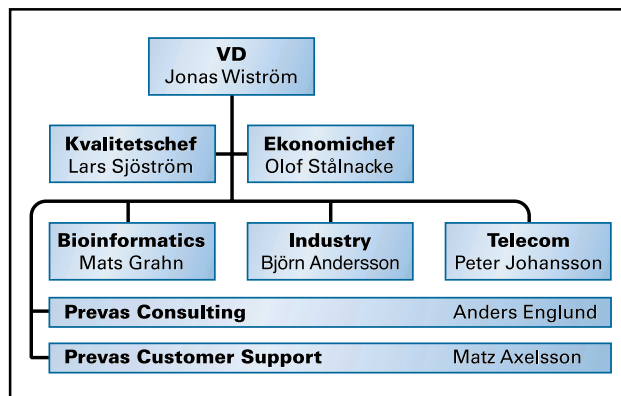 VD
Jonas Wiström
Kvalitetschef
Lars Sjöström
Ekonomichef
Olof Stålnacke
Bioinformatics
Mats Grahn
Industry
Björn Andersson
Telecom
Peter Johansson
Prevas Consulting Anders Englund
Prevas Customer Support Matz Axelsson